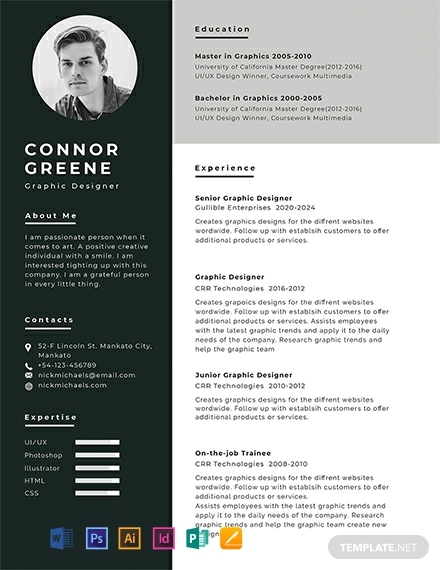 CONNOR
GREENE
Graphic Designer
About Me
I am passionate person when it
comes to art. A positive creative
individual with a smile. I am
interested tighting up with this
company. I am a grateful person
in every little thing.
Contacts
52-F Lincoln St. Mankato City,
Mankato
+54-123-456789
nickmichaels@email.com
nickmichaels.com
Expertise
UI/UX
Photoshop
Illustrator
HTML
CSS
Education
Master in Graphics 2005-2010
University of California Master Degree(2012-2016)
UI/UX Design Winner, Coursework Multimedia
Bachelor in Graphics 2000-2005
University of California Master Degree(2012-2016)
UI/UX Design Winner, Coursework Multimedia
Experience
Senior Graphic Designer
Gullible Enterprises 2020-2024
Creates graphics designs for the diffrent websites
wordwide. Follow up with establsih customers to offer
additional products or services.
Graphic Designer
CRR Technologies 2016-2012
Creates grapoics designs for the diffrent websites
wordwide. Follow up with establsih customers to offer
additional products or services. Assists employees
with the latest graphic trends and apply it to the daily
needs of the company. Research graphic trends and
help the graphic team
Junior Graphic Designer
CRR Technologies 2010-2012
Creates graphics designs for the diffrent websites
wordwide. Follow up with establsih customers to offer
additional products or services.
On-the-job Trainee
CRR Technologies 2008-2010
Creates graphics designs for the diffrent websites
wordwide. Follow up with establsih customers to offer
additional products or services.
Assists employees with the latest graphic trends and
apply it to the daily needs of the company. Research
graphic trends and help the graphic team create new
W
Ps
Ai
Id
P
TEMPLATE.NET